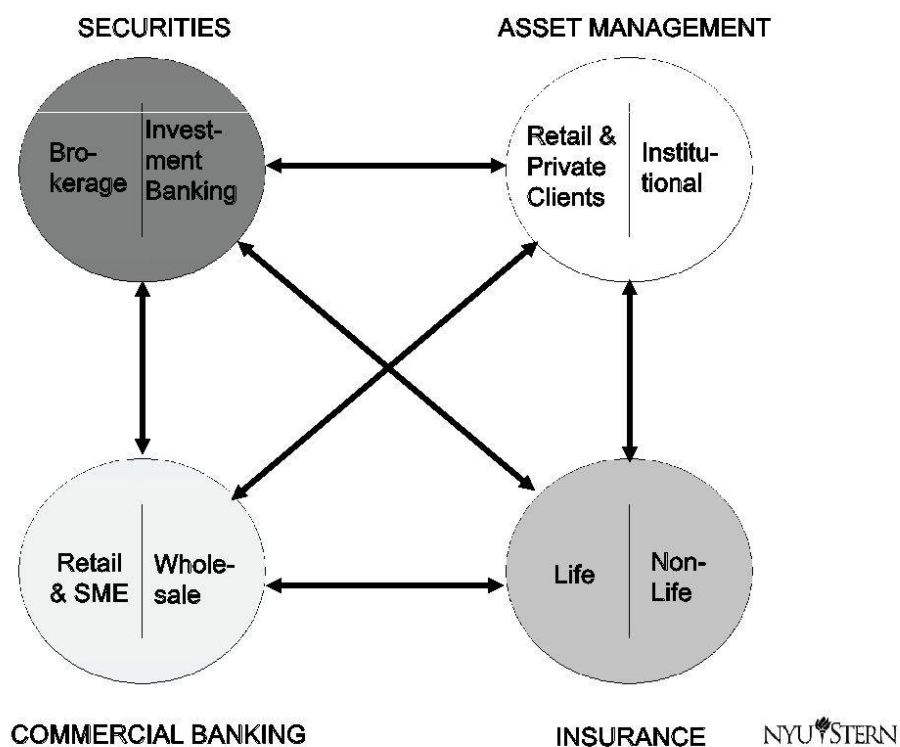 SECURITIES
ASSET MANAGEMENT
Bro-
kerage
Invest-
ment
Banking
Retail &
Private
Clients
Institu-
tional
Retail
& SME
Whole-
sale
Life
Non-
Life
COMMERCIAL BANKING
INSURANCE
NYU STERN